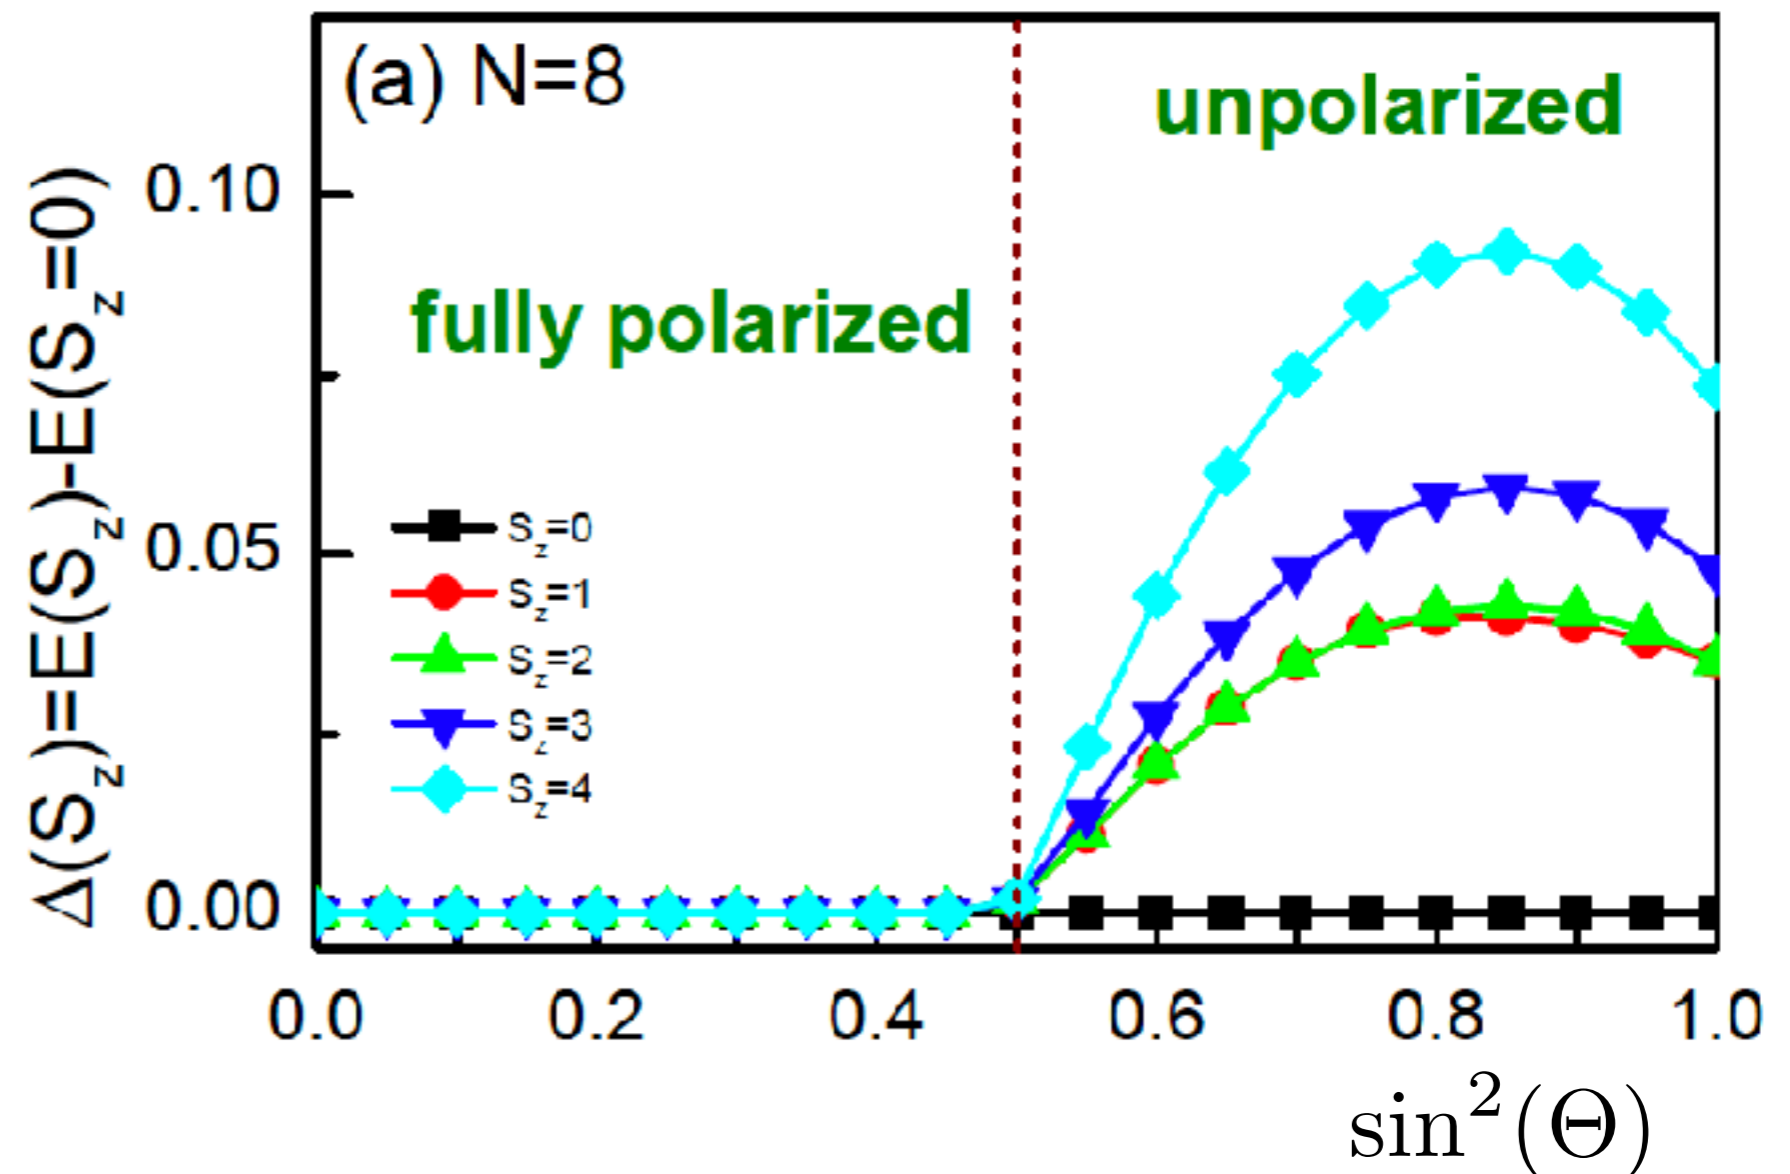 (a) N=8
unpolarized
fully polarized
Δ(S_z)=E(S_z)-E(S_z=0)
0.10
0.05
0.00
S_z=0
S_z=1
S_z=2
S_z=3
S_z=4
0.0 0.2 0.4 0.6 0.8 1.0
sin²(Θ)